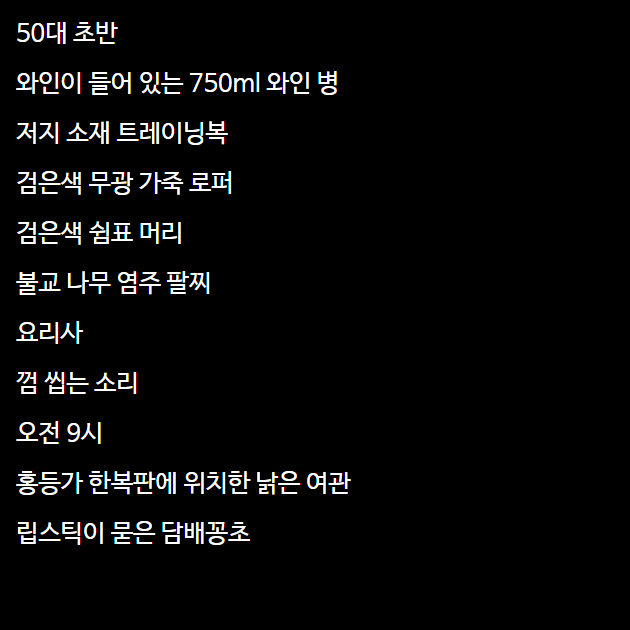 50대 초반
와인이 들어 있는 750ml 와인 병
저지 소재 트레이닝복
검은색 무광 가죽 로퍼
검은색 쉼표 머리
불교 나무 염주 팔찌
요리사
껌 씹는 소리
오전 9시
홍등가 한복판에 위치한 낡은 여관
립스틱이 묻은 담배꽁초